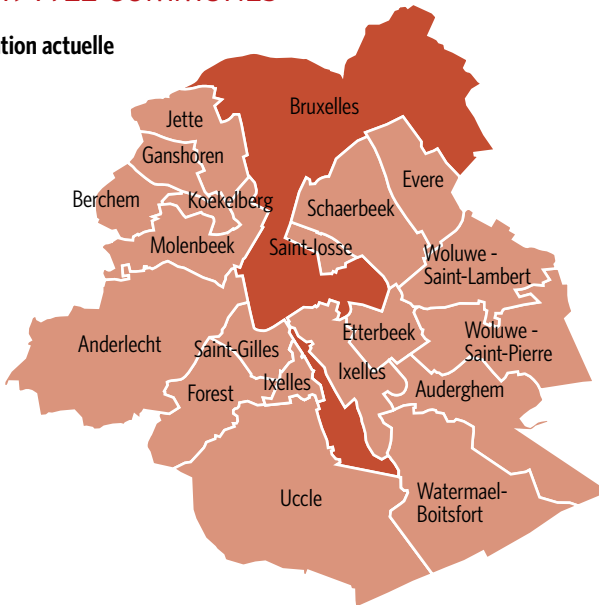 tion actuelle
Bruxelles
Jette
Ganshoren
Evere
Berchem
Koekelberg
Schaerbeek
Molenbeek
Saint-Josse
Woluwe -
Saint-Lambert
Anderlecht
Saint-Gilles
Etterbeek
Woluwe -
Saint-Pierre
Ixelles
Ixelles
Forest
Auderghem
Uccle
Watermael-
Boitsfort